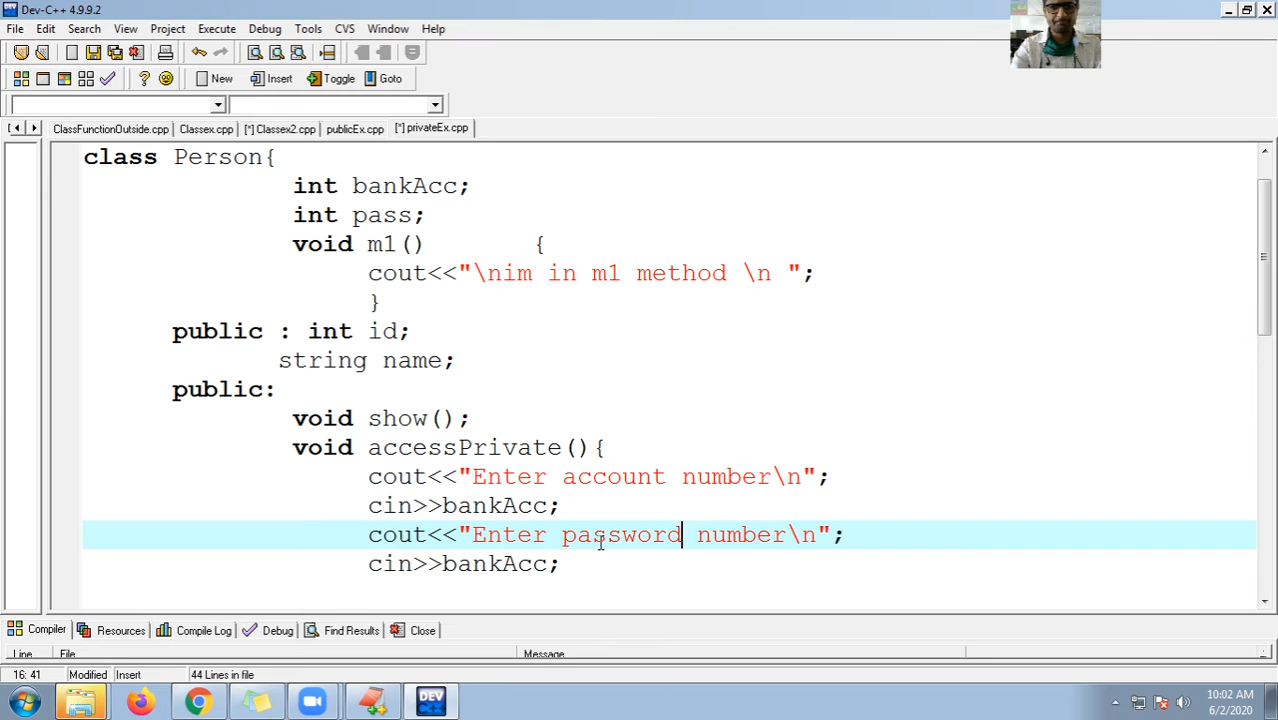 Dev-C++ 4.9.9.2
File Edit Search View Project Execute Debug Tools CVS Window Help
New Insert Toggle Goto
[ ClassFunctionOutside.cpp Classex.cpp [*] Classex2.cpp publicEx.cpp [*] privateEx.cpp
class Person{
int bankAcc;
int pass;
void m1() {
cout<<"\nim in m1 method \n ";
}
public : int id;
string name;
public:
void show();
void accessPrivate(){
cout<<"Enter account number\n";
cin>>bankAcc;
cout<<"Enter password number\n";
cin>>bankAcc;
Compiler Resources Compile Log Debug Find Results Close
Line File Message
16: 41 Modified Insert 44 Lines in file
DEV C++
10:02 AM
6/2/2020